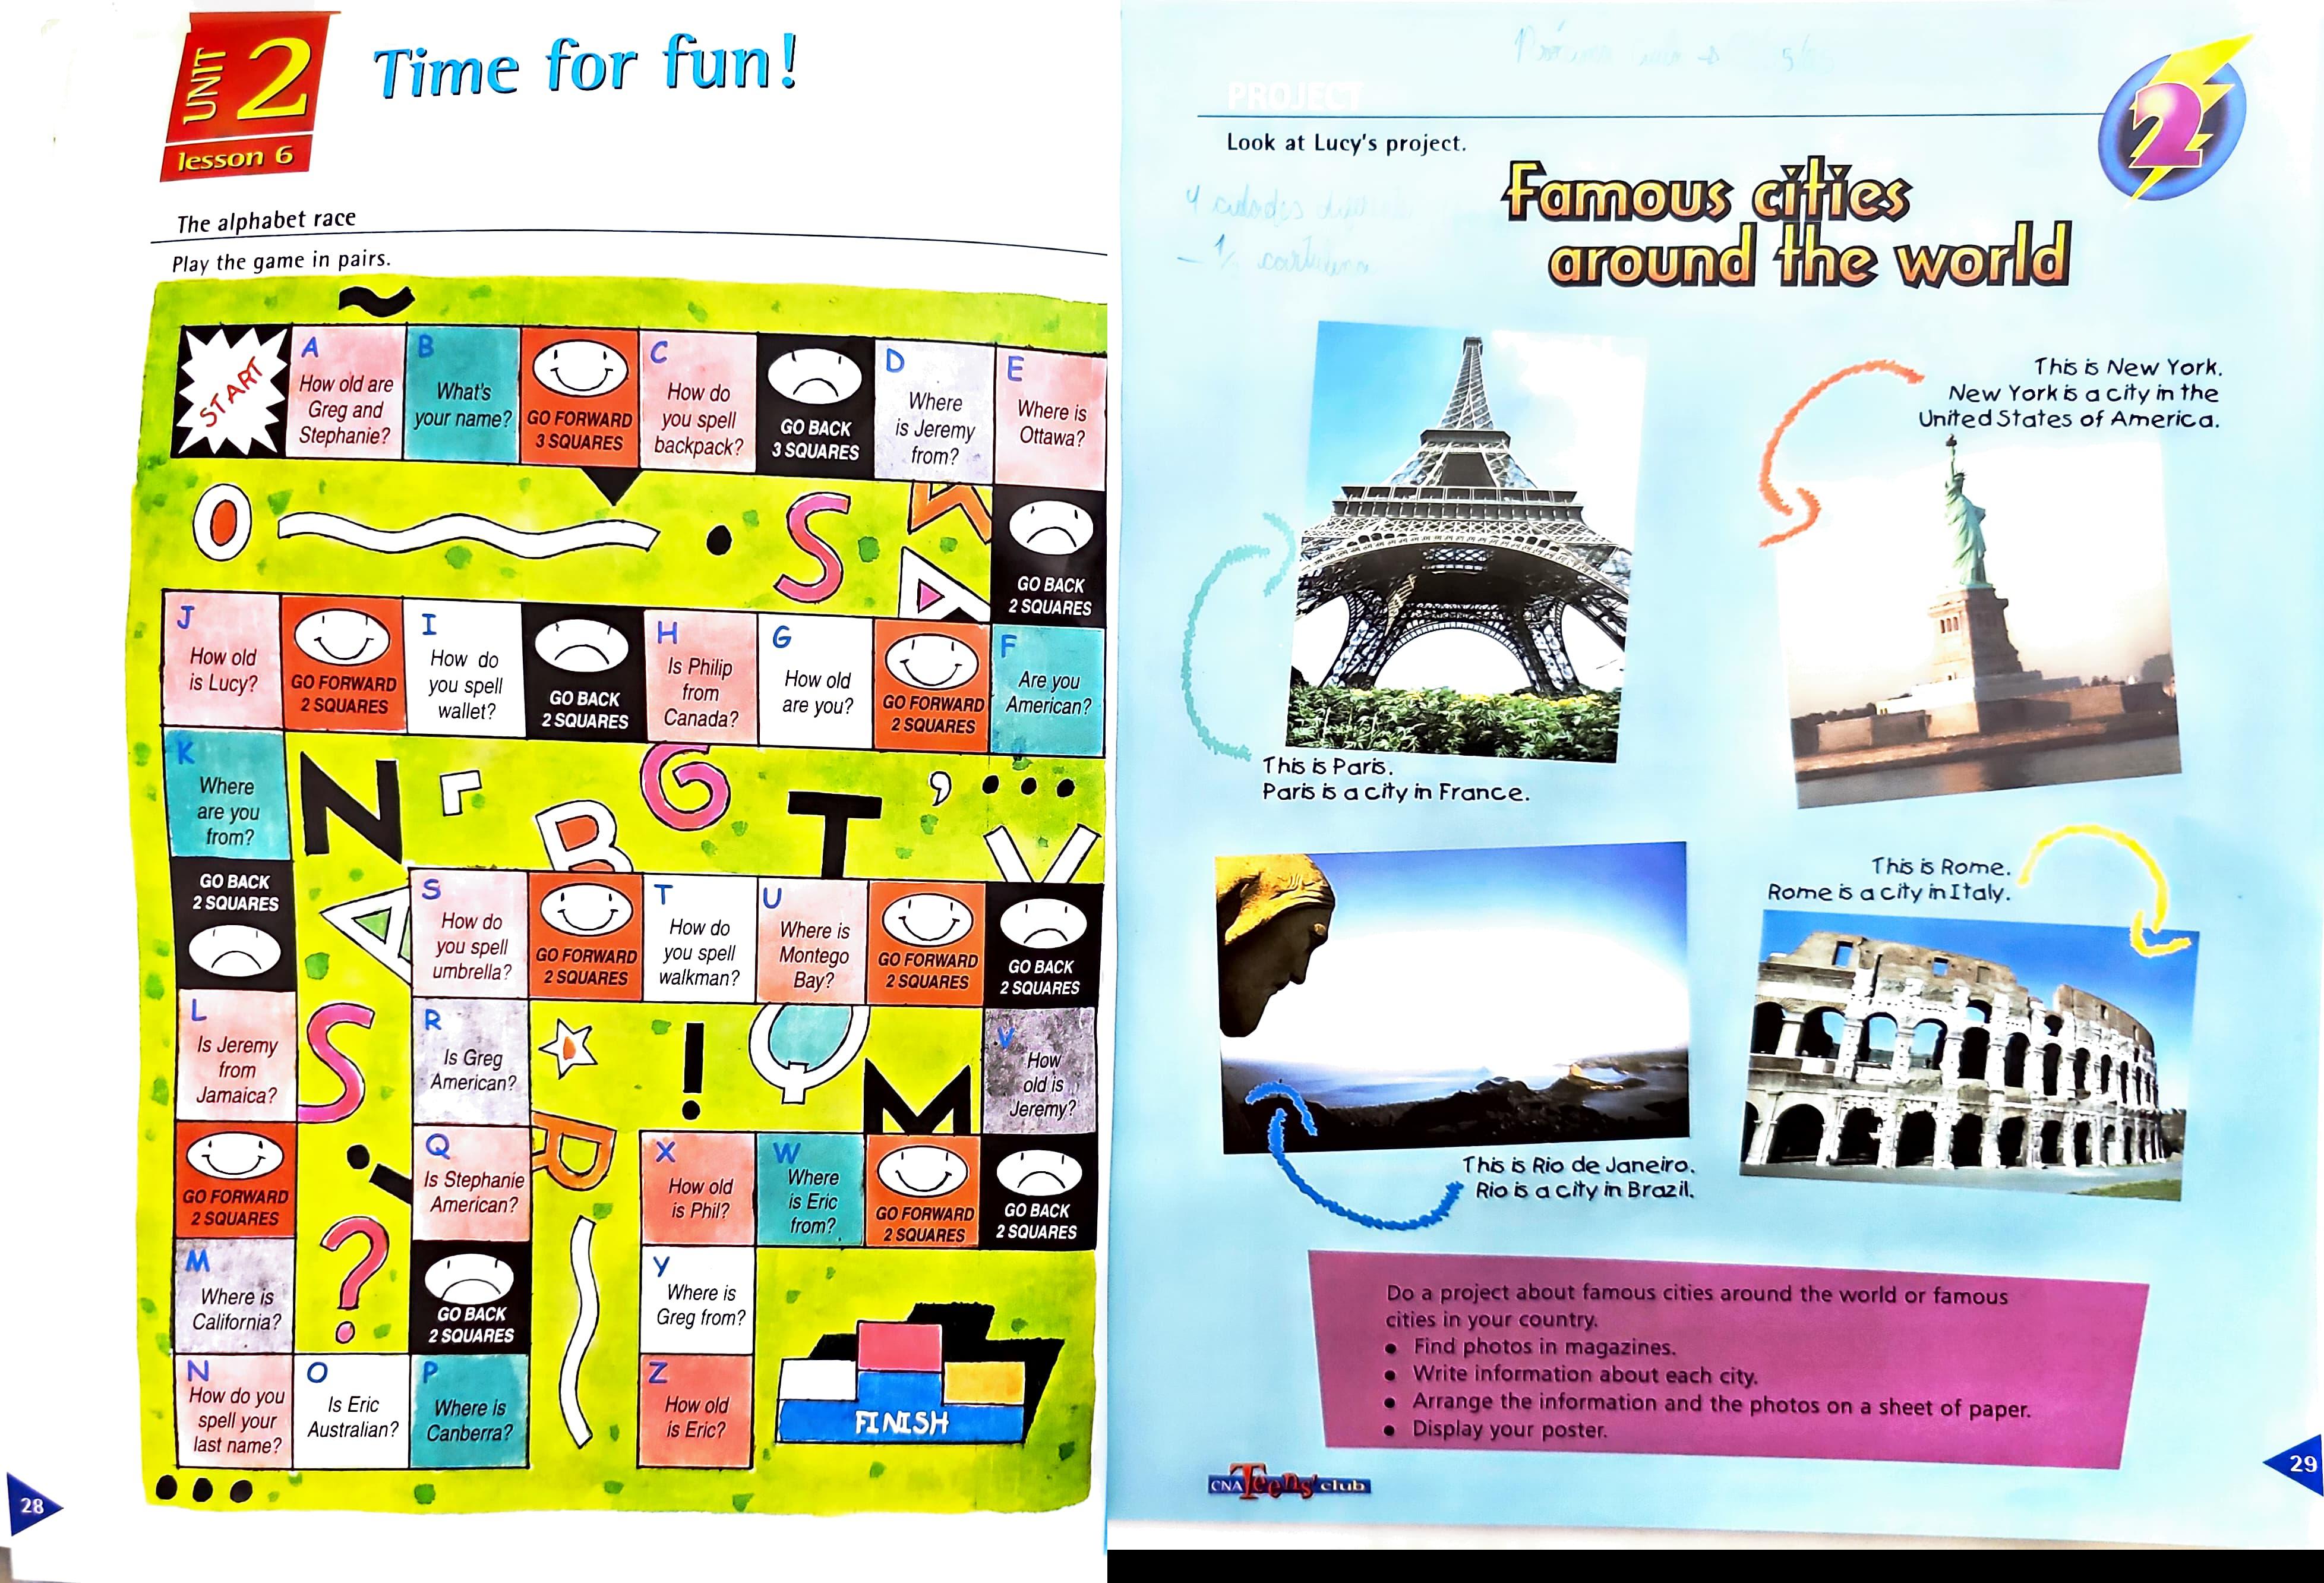 UNIT
2
lesson 6
Time for fun!
The alphabet race
Play the game in pairs.
START
A
How old are
Greg and
Stephanie?
B
What's
your name?
GO FORWARD
3 SQUARES
C
How do
you spell
backpack?
GO BACK
3 SQUARES
D
Where
is Jeremy
from?
E
Where is
Ottawa?
GO BACK
2 SQUARES
F
Are you
American?
GO FORWARD
2 SQUARES
G
How old
are you?
H
Is Philip
from
Canada?
GO BACK
2 SQUARES
I
How do
you spell
wallet?
GO FORWARD
2 SQUARES
J
How old
is Lucy?
K
Where
are you
from?
GO BACK
2 SQUARES
L
Is Jeremy
from
Jamaica?
GO FORWARD
2 SQUARES
M
Where is
California?
N
How do you
spell your
last name?
O
Is Eric
Australian?
P
Where is
Canberra?
GO BACK
2 SQUARES
Q
Is Stephanie
American?
R
Is Greg
American?
S
How do
you spell
umbrella?
GO FORWARD
2 SQUARES
T
How do
you spell
walkman?
U
Where is
Montego
Bay?
GO FORWARD
2 SQUARES
GO BACK
2 SQUARES
V
How
old is
Jeremy?
GO BACK
2 SQUARES
GO FORWARD
2 SQUARES
W
Where
is Eric
from?
X
How old
is Phil?
Y
Where is
Greg from?
Z
How old
is Eric?
FINISH
28
PROJECT
2
Look at Lucy's project.
4 cidades
Famous cities
around the world
This is New York.
New York is a city in the
United States of America.
This is Paris.
Paris is a city in France.
This is Rome.
Rome is a city in Italy.
This is Rio de Janeiro.
Rio is a city in Brazil.
Do a project about famous cities around the world or famous
cities in your country.
• Find photos in magazines.
• Write information about each city.
• Arrange the information and the photos on a sheet of paper.
• Display your poster.
CNA Teens' club
29